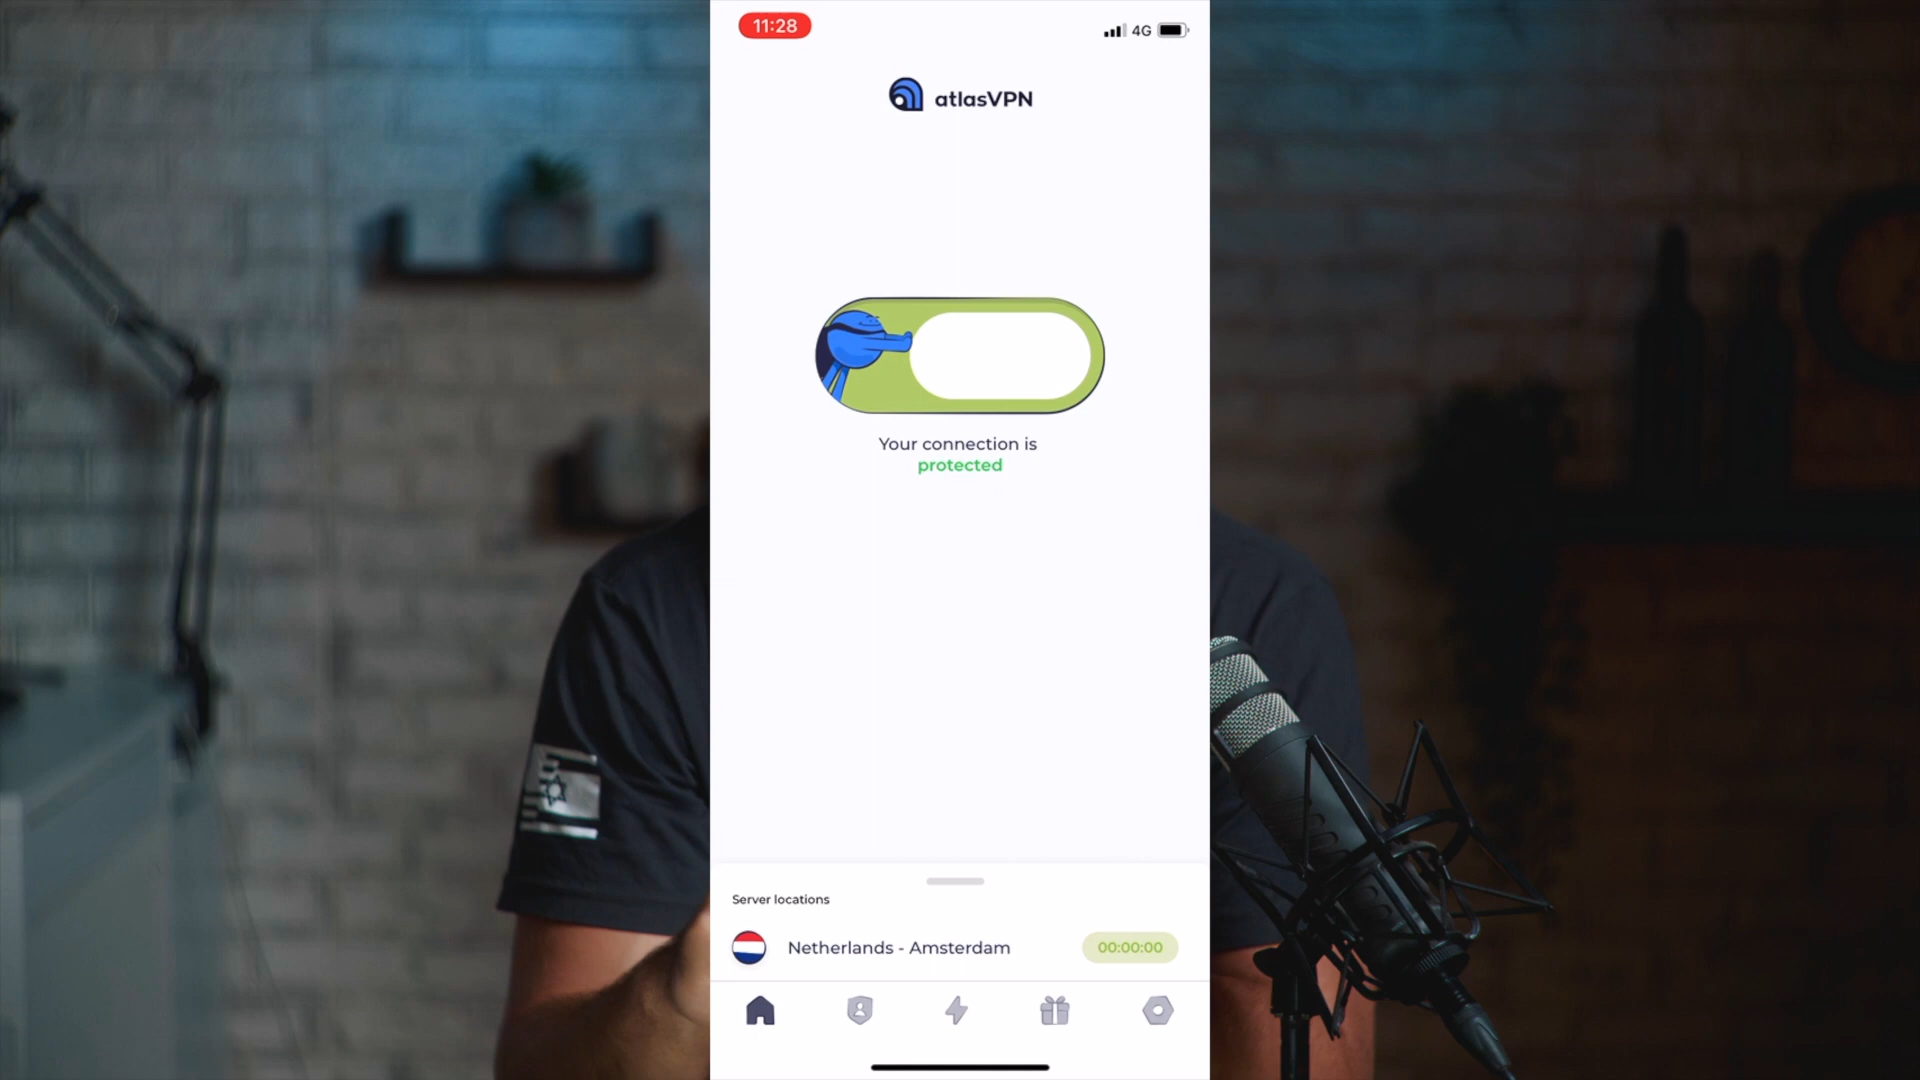 11:28
4G
atlasVPN
Your connection is
protected
Server locations
Netherlands - Amsterdam
00:00:00